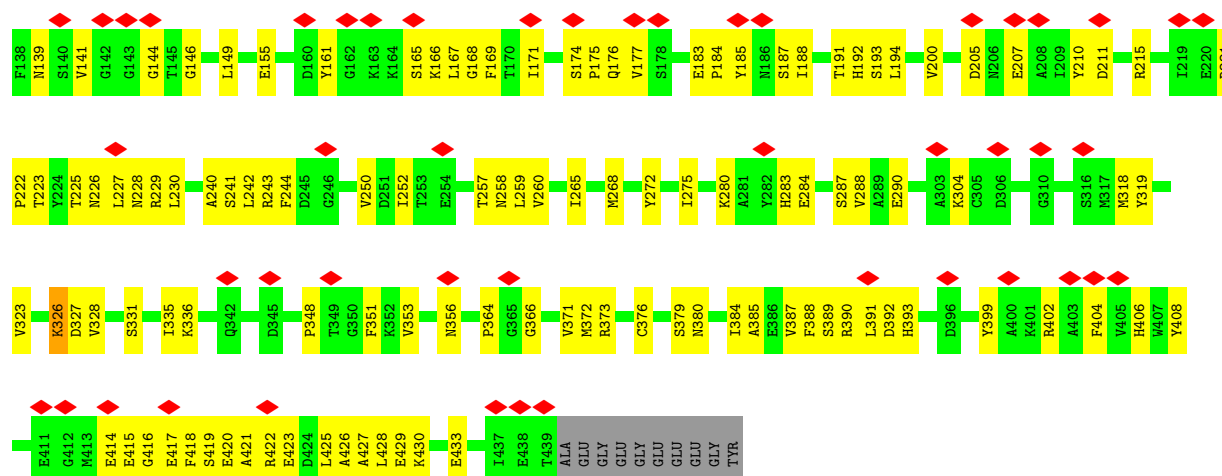 F138 N139 S140 V141 G142 G143 G144 T145 G146 L149 E155 D160 Y161 G162 K163 K164 S165 K166 L167 G168 F169 T170 I171 S174 P175 Q176 V177 S178 E183 P184 Y185 N186 S187 I188 T191 H192 S193 L194 V200 D205 N206 E207 A208 I209 Y210 D211 R215 I219 E220
P222 T223 Y224 T225 N226 L227 N228 R229 L230 A240 S241 L242 R243 F244 D245 G246 V250 D251 I252 T253 E254 T257 N258 L259 V260 I265 M268 Y272 I275 K280 A281 Y282 H283 E284 S287 V288 A289 E290 A303 K304 C305 D306 G310 S316 M317 M318 Y319
V323 K326 D327 V328 S331 I335 K336 Q342 D345 P348 T349 G350 F351 K352 V353 N356 P364 G365 G366 V371 M372 R373 C376 S379 N380 I384 A385 E386 V387 F388 S389 R390 L391 D392 H393 D396 Y399 A400 K401 R402 A403 F404 V405 H406 W407 Y408
E411 G412 M413 E414 E415 G416 E417 F418 S419 E420 A421 R422 E423 D424 L425 A426 A427 L428 E429 K430 E433 I437 E438 T439 ALA GLU GLY GLU GLY GLU GLU GLU GLY TYR